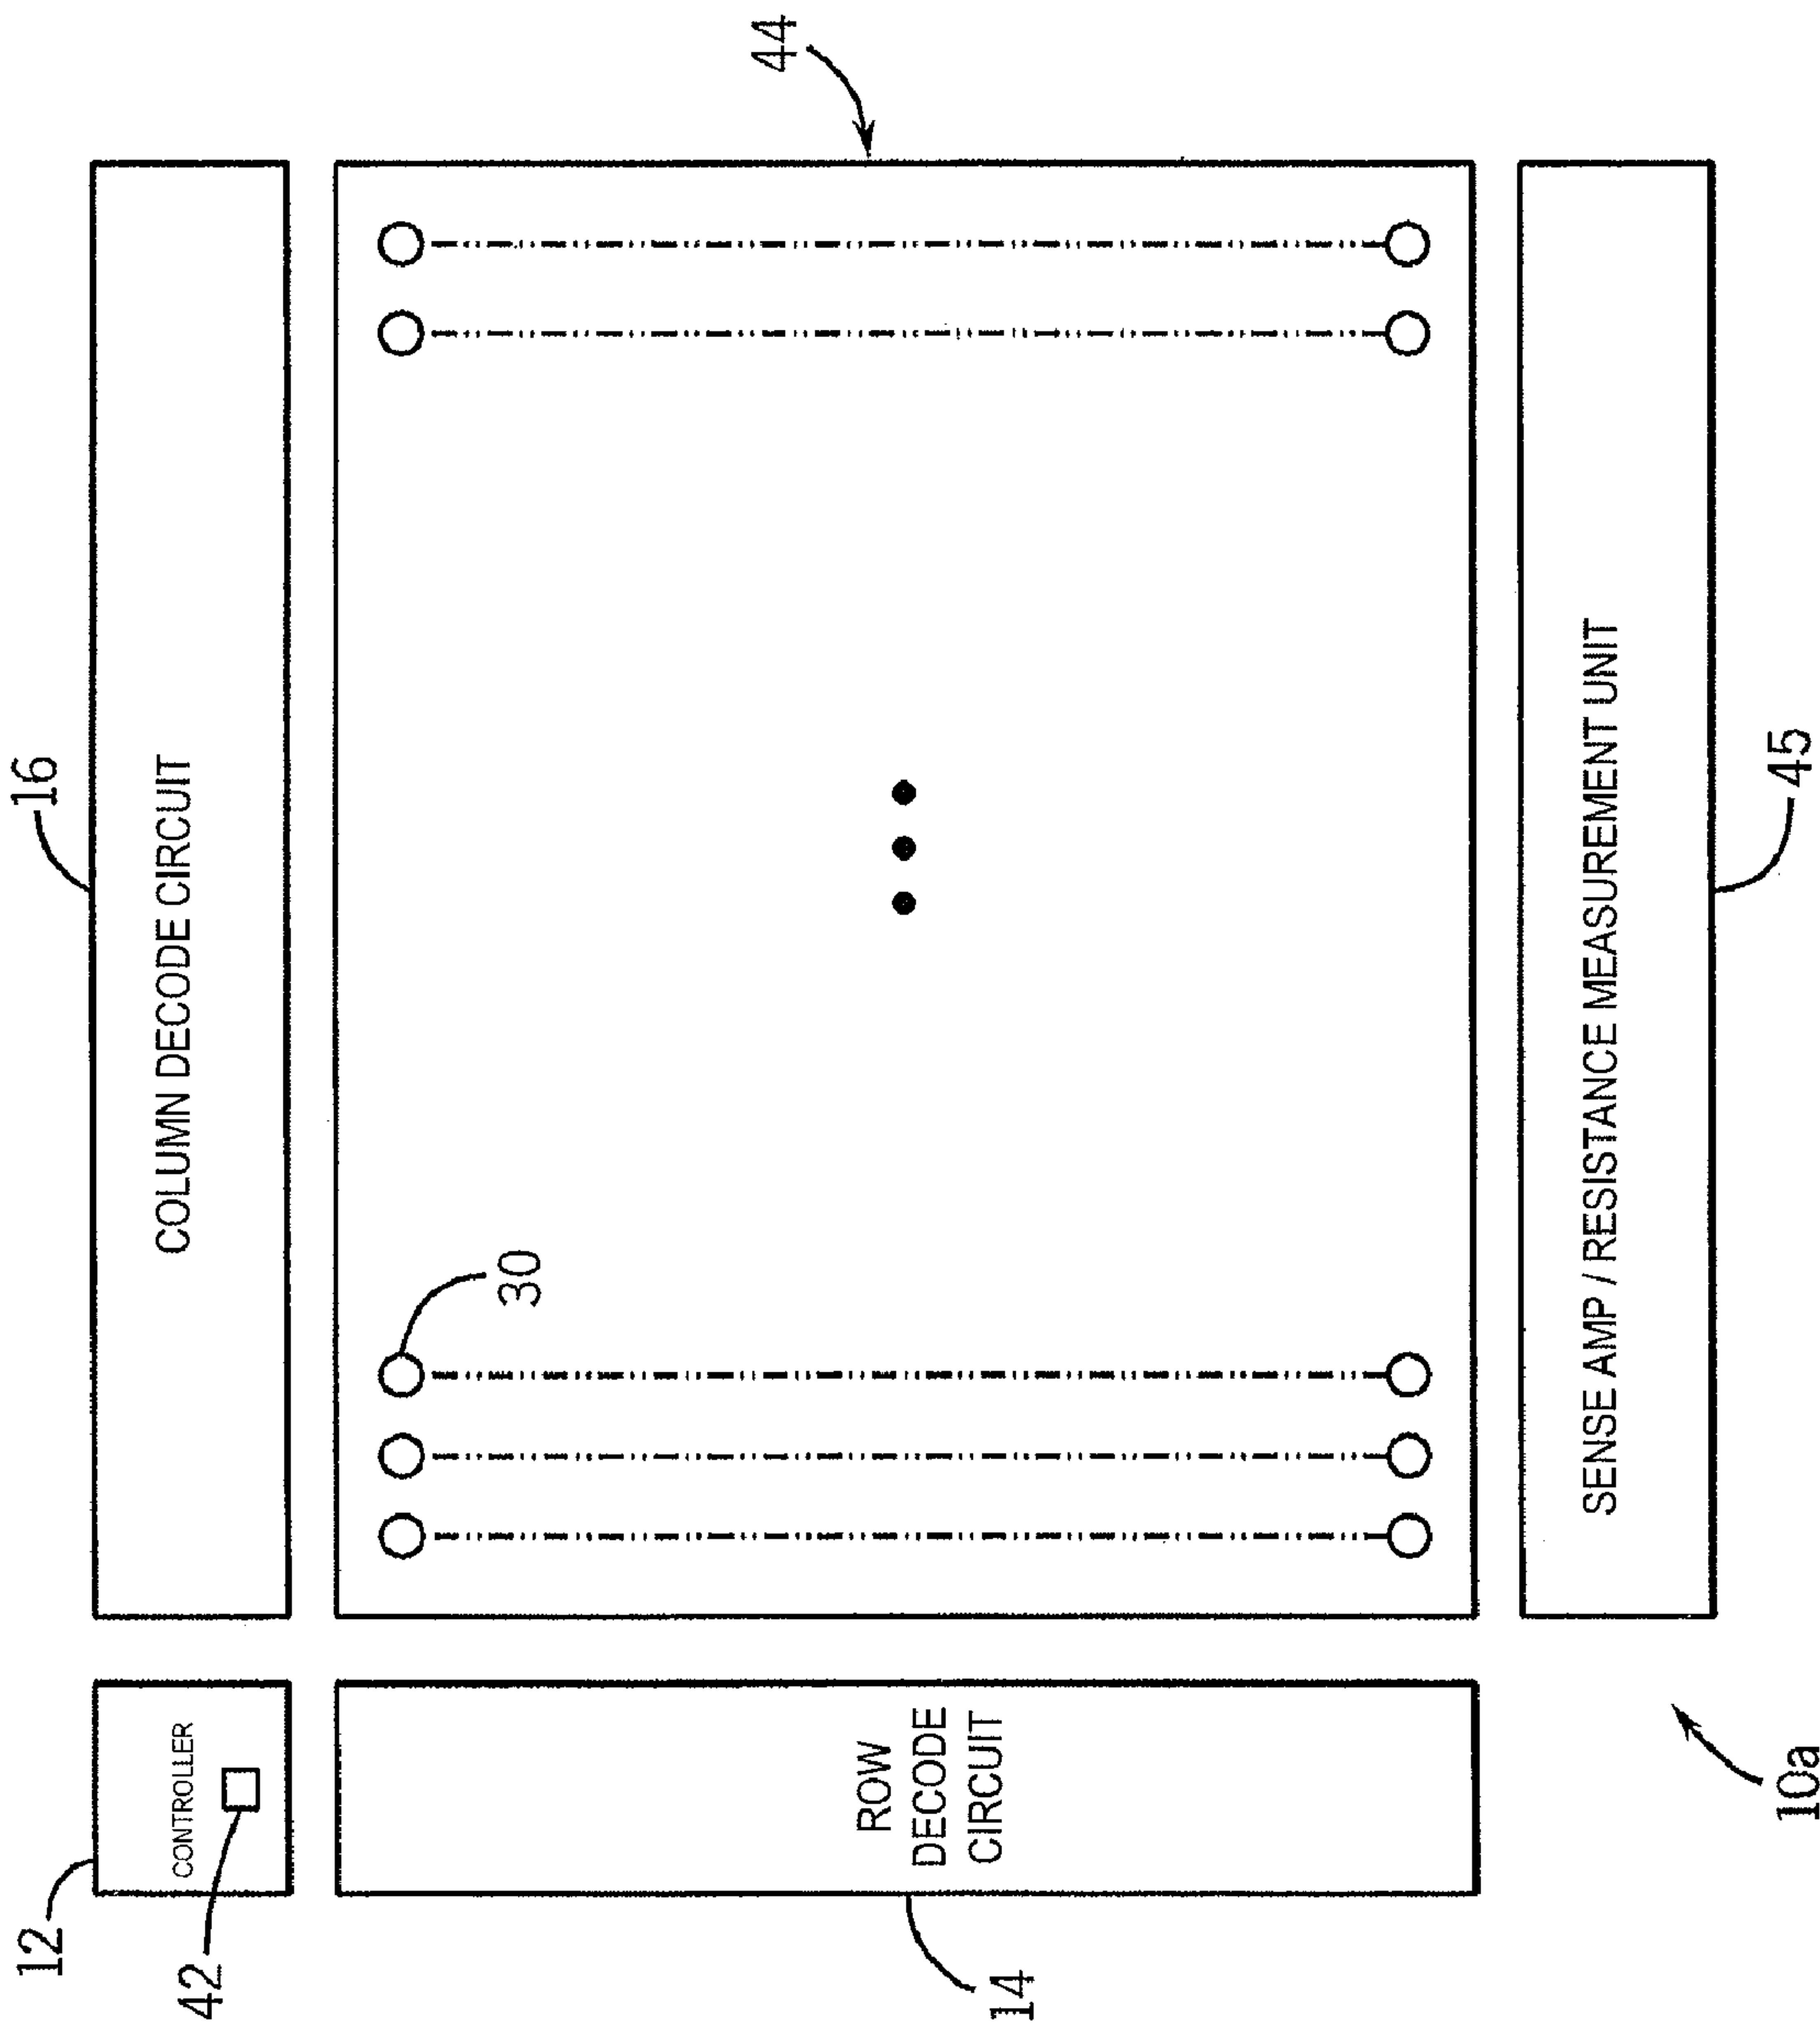 12
16
CONTROLLER
COLUMN DECODE CIRCUIT
42
30
44
ROW
DECODE
CIRCUIT
14
SENSE AMP / RESISTANCE MEASUREMENT UNIT
45
10a